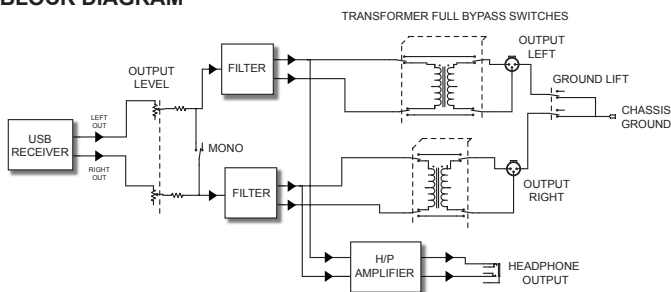 BLOCK DIAGRAM
TRANSFORMER FULL BYPASS SWITCHES
OUTPUT
LEFT
OUTPUT
LEVEL
FILTER
GROUND LIFT
LEFT
OUT
CHASSIS
GROUND
USB
RECEIVER
MONO
RIGHT
OUT
FILTER
OUTPUT
RIGHT
H/P
AMPLIFIER
HEADPHONE
OUTPUT